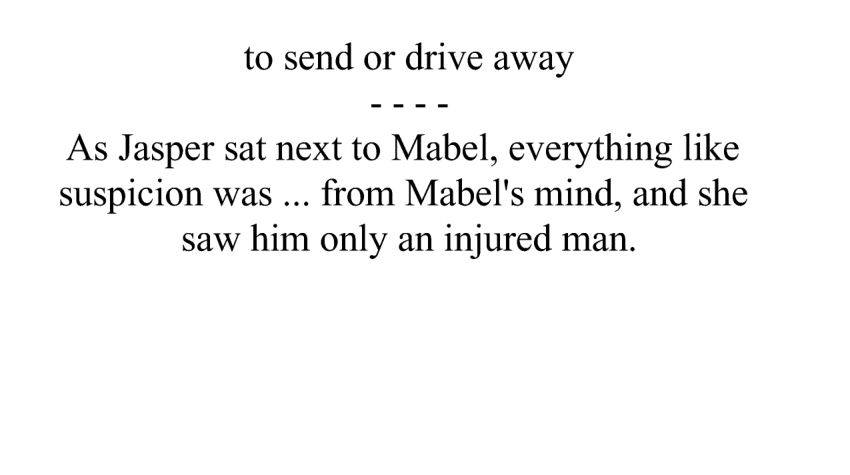 to send or drive away
- - - -
As Jasper sat next to Mabel, everything like
suspicion was ... from Mabel's mind, and she
saw him only an injured man.